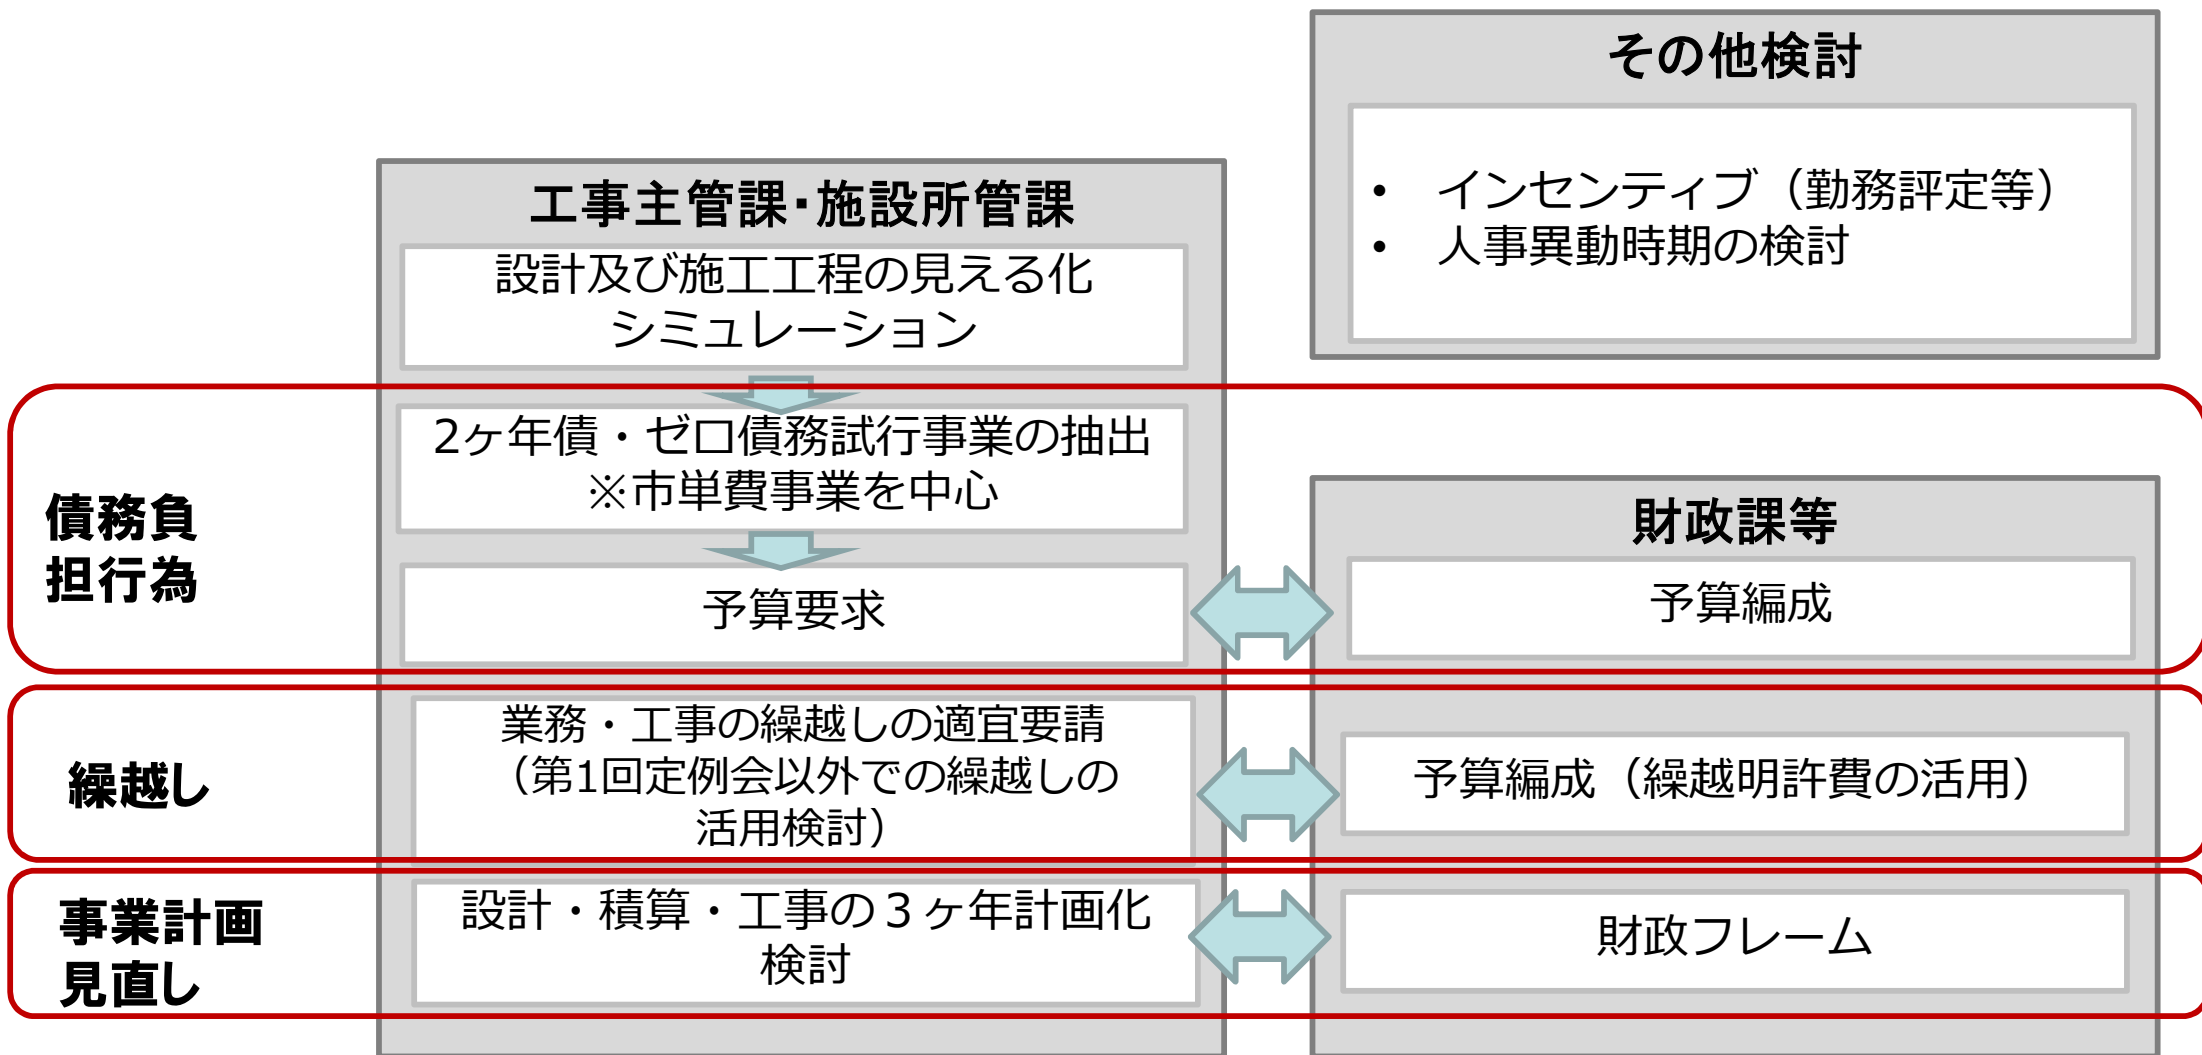 その他検討
• インセンティブ（勤務評定等）
• 人事異動時期の検討
工事主管課・施設所管課
設計及び施工工程の見える化
シミュレーション
債務負
担行為
2ヶ年債・ゼロ債務試行事業の抽出
※市単費事業を中心
予算要求
財政課等
予算編成
繰越し
業務・工事の繰越しの適宜要請
（第1回定例会以外での繰越しの
活用検討）
予算編成（繰越明許費の活用）
事業計画
見直し
設計・積算・工事の３ヶ年計画化
検討
財政フレーム